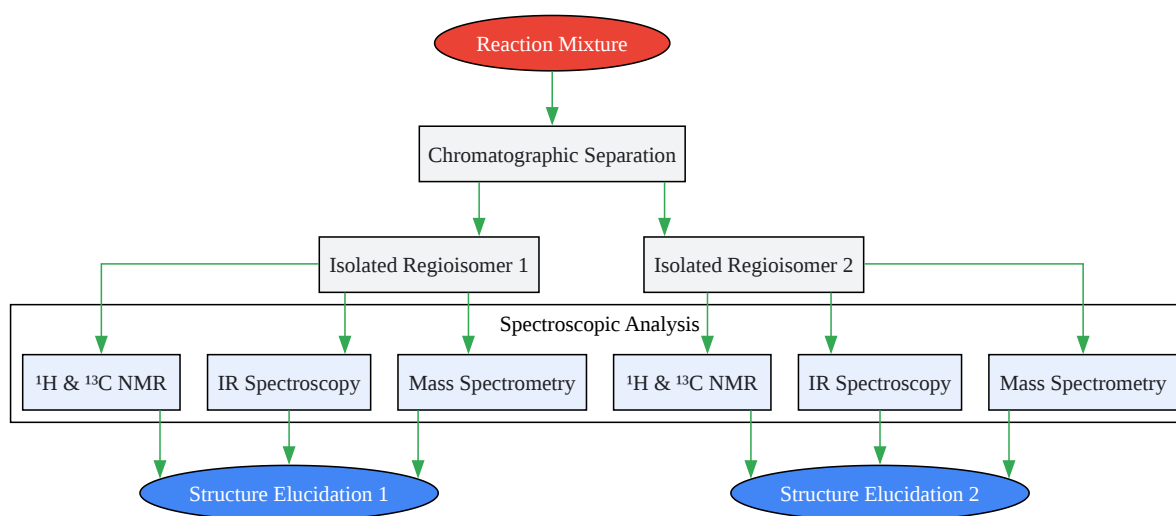 Reaction Mixture
Chromatographic Separation
Isolated Regioisomer 1
Isolated Regioisomer 2
Spectroscopic Analysis
¹H & ¹³C NMR
IR Spectroscopy
Mass Spectrometry
¹H & ¹³C NMR
IR Spectroscopy
Mass Spectrometry
Structure Elucidation 1
Structure Elucidation 2